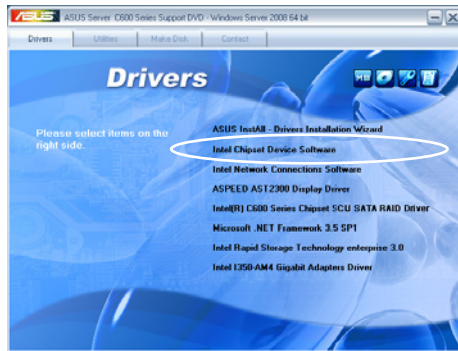 ASUS Server C600 Series Support DVD - Windows Server 2008 64 bit
Drivers Utilities Make Disk Contact
Drivers
Please select items on the right side.
ASUS InstAll - Drivers Installation Wizard
Intel Chipset Device Software
Intel Network Connections Software
ASPEED AST2300 Display Driver
Intel(R) C600 Series Chipset SCU SATA RAID Driver
Microsoft .NET Framework 3.5 SP1
Intel Rapid Storage Technology enterprise 3.0
Intel I350-AM4 Gigabit Adapters Driver